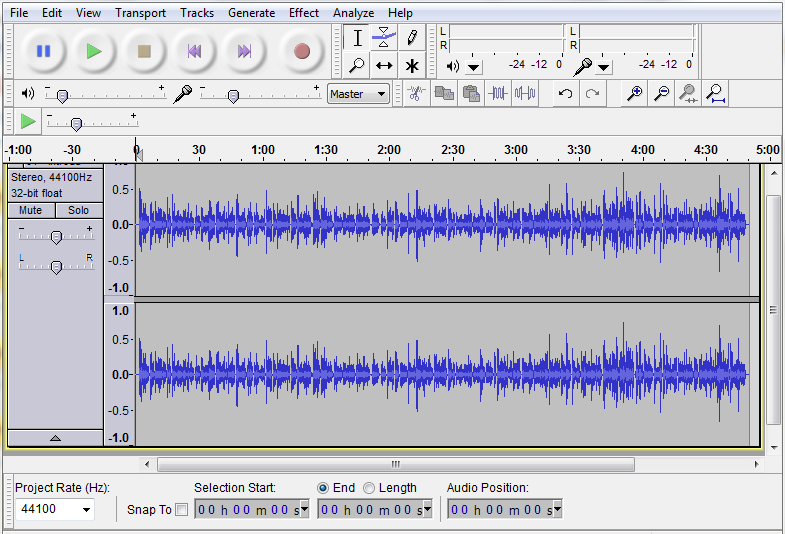 File Edit View Transport Tracks Generate Effect Analyze Help
L
R
-24 -12 0
L
R
-24 -12 0
- +
- +
Master
- +
-1:00 -30 0 30 1:00 1:30 2:00 2:30 3:00 3:30 4:00 4:30 5:00
Stereo, 44100Hz
32-bit float
Mute Solo
- +
L R
0.5
0.0
-0.5
-1.0
1.0
0.5
0.0
-0.5
-1.0
Project Rate (Hz):
44100
Snap To
Selection Start:
00 h 00 m 00 s
End Length
00 h 00 m 00 s
Audio Position:
00 h 00 m 00 s